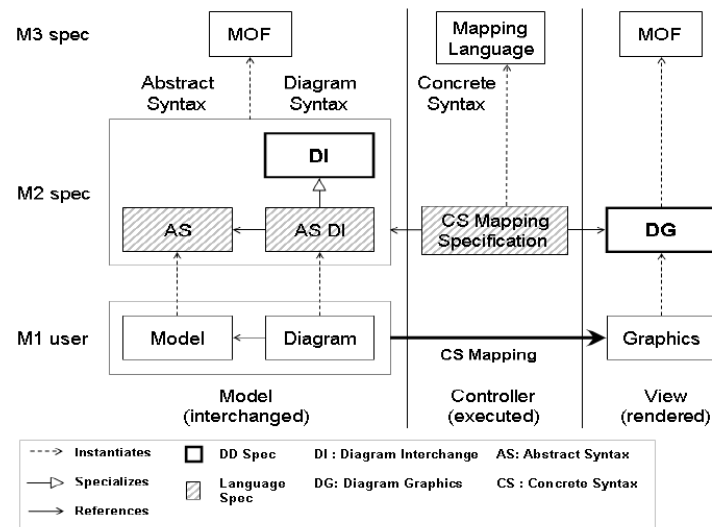 M3 spec
MOF
Mapping
Language
MOF
Abstract
Syntax
Diagram
Syntax
Concrete
Syntax
DI
M2 spec
AS
AS DI
CS Mapping
Specification
DG
M1 user
Model
Diagram
CS Mapping
Graphics
Model
(interchanged)
Controller
(executed)
View
(rendered)
Instantiates
DD Spec
DI : Diagram Interchange
AS: Abstract Syntax
Specializes
Language
Spec
DG: Diagram Graphics
CS : Concrete Syntax
References